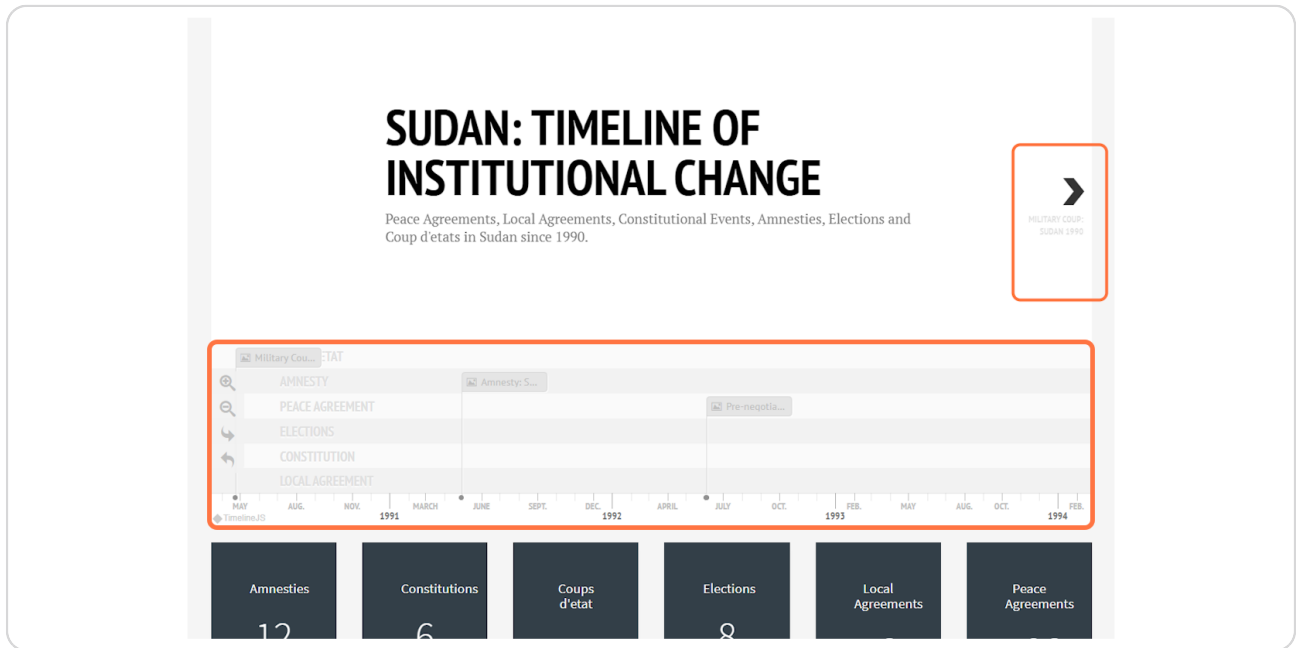 SUDAN: TIMELINE OF
INSTITUTIONAL CHANGE
Peace Agreements, Local Agreements, Constitutional Events, Amnesties, Elections and
Coup d'etats in Sudan since 1990.
MILITARY COUP:
SUDAN 1990
Military Cou... ETAT
AMNESTY Amnesty: S...
PEACE AGREEMENT Pre-negotia...
ELECTIONS
CONSTITUTION
LOCAL AGREEMENT
MAY AUG. NOV. MARCH JUNE SEPT. DEC. APRIL JULY OCT. FEB. MAY AUG. OCT. FEB.
TimelineJS 1991 1992 1993 1994
Amnesties Constitutions Coups Elections Local Peace
d'etat Agreements Agreements
12 6 8